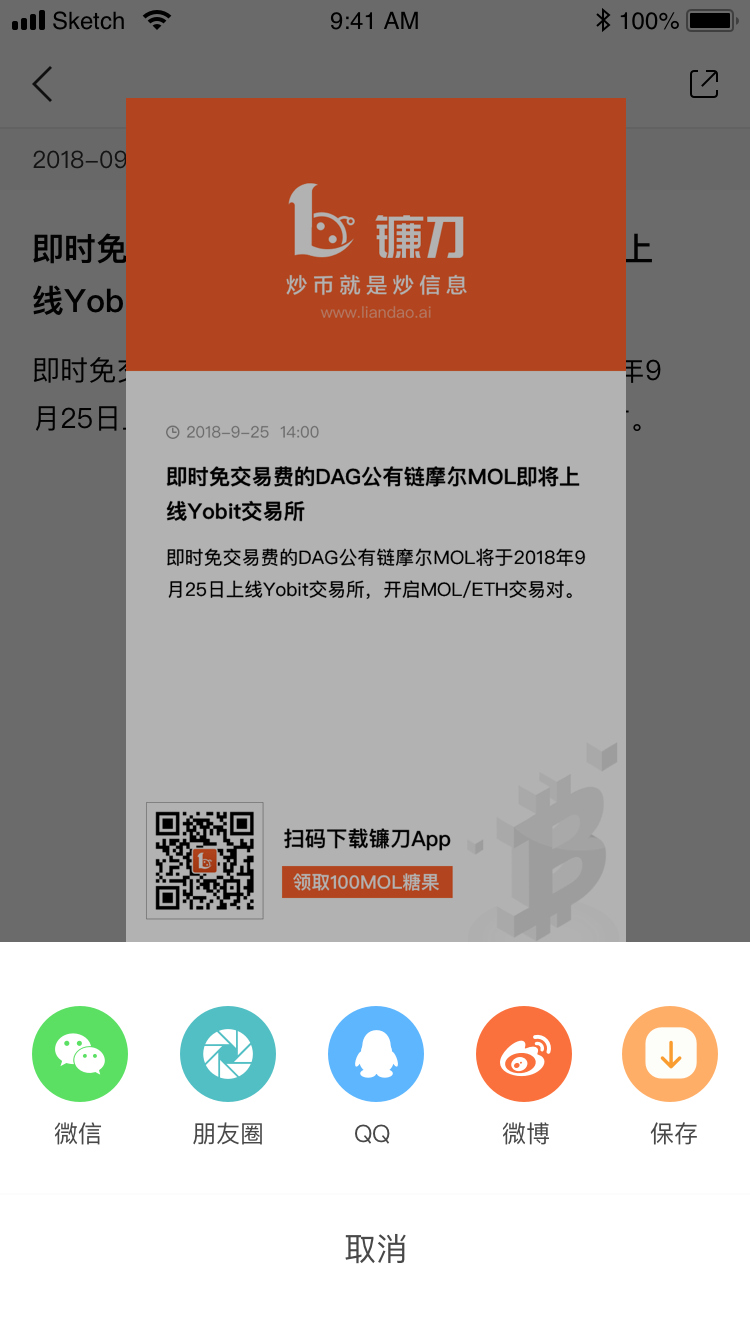 Sketch 9:41 AM 100%
2018-09
即时免 上
线Yob
即时免 年9
月25日 。
镰刀
炒币就是炒信息
www.liandao.ai
2018-9-25 14:00
即时免交易费的DAG公有链摩尔MOL即将上
线Yobit交易所
即时免交易费的DAG公有链摩尔MOL将于2018年9
月25日上线Yobit交易所，开启MOL/ETH交易对。
扫码下载镰刀App
领取100MOL糖果
微信 朋友圈 QQ 微博 保存
取消